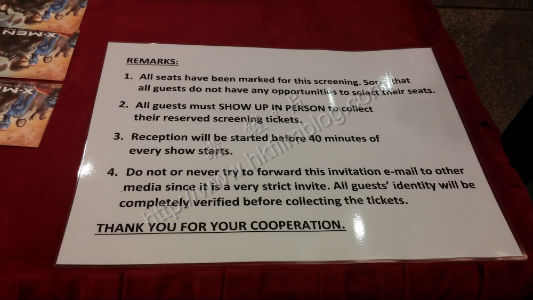 X-MEN
X-MEN
REMARKS:
1. All seats have been marked for this screening. Sorry that
all guests do not have any opportunities to select their seats.
2. All guests must SHOW UP IN PERSON to collect
their reserved screening tickets.
3. Reception will be started before 40 minutes of
every show starts.
4. Do not or never try to forward this invitation e-mail to other
media since it is a very strict invite. All guests' identity will be
completely verified before collecting the tickets.
THANK YOU FOR YOUR COOPERATION.